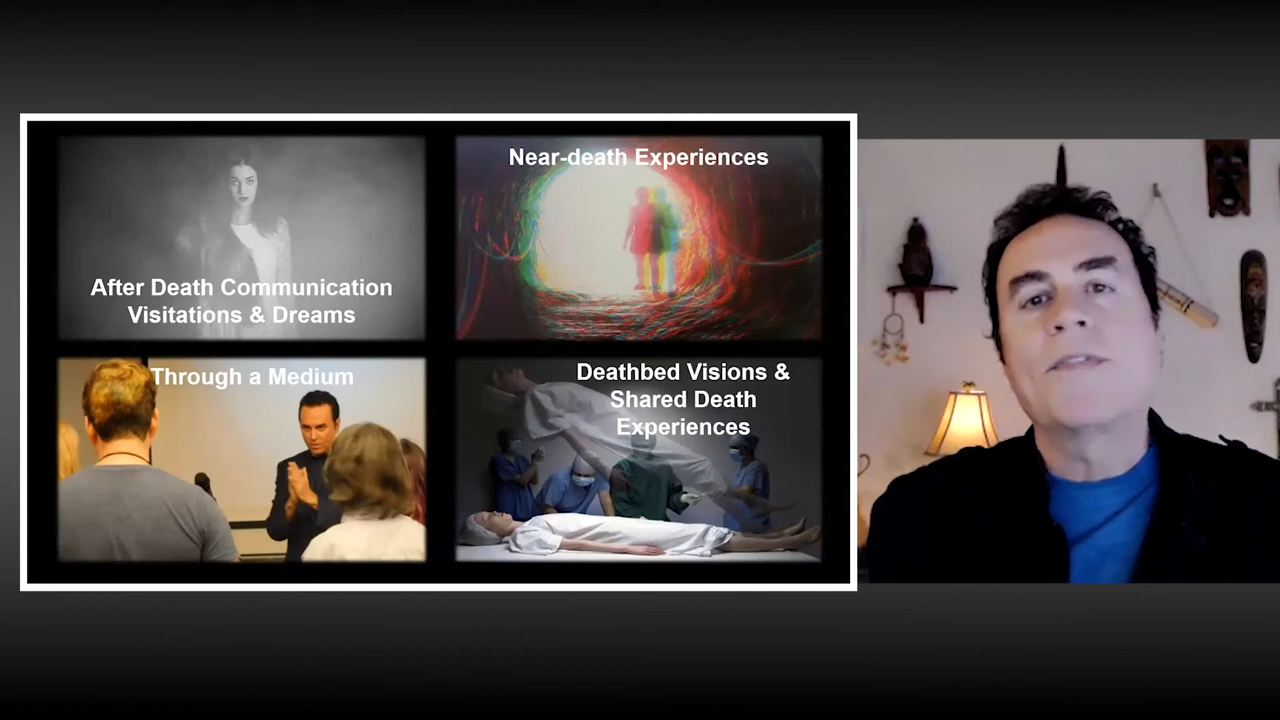 After Death Communication
Visitations & Dreams
Near-death Experiences
Through a Medium
Deathbed Visions &
Shared Death
Experiences